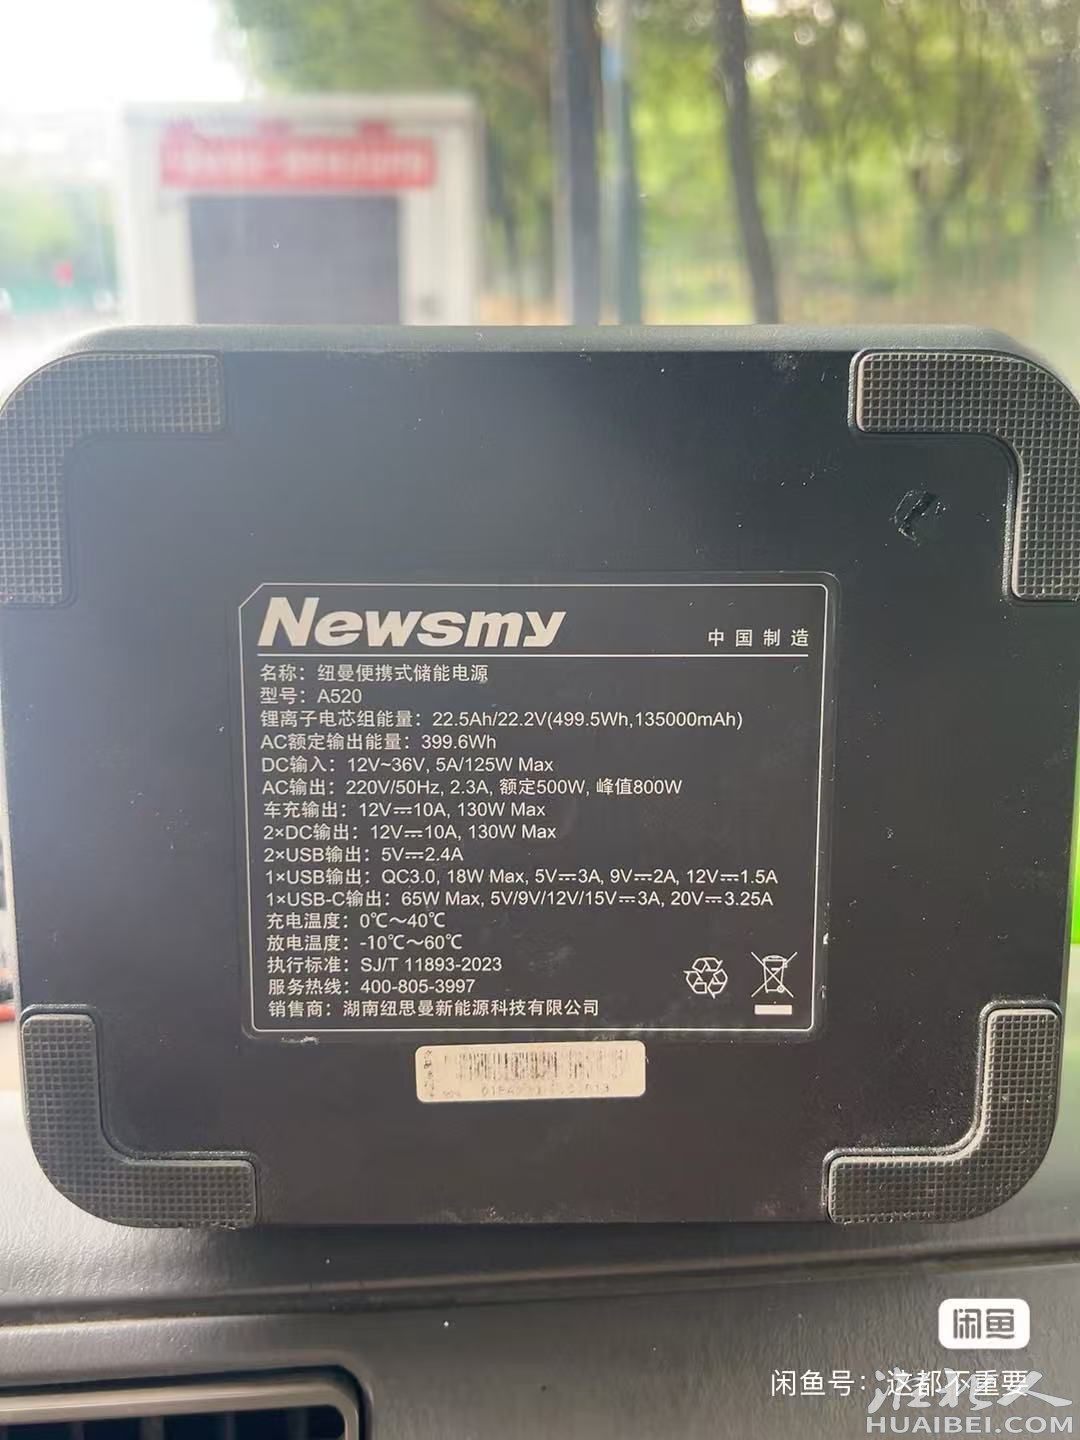 Newsmy
中国制造
名称：纽曼便携式储能电源
型号：A520
锂离子电芯组能量：22.5Ah/22.2V(499.5Wh,135000mAh)
AC额定输出能量：399.6Wh
DC输入：12V~36V, 5A/125W Max
AC输出：220V/50Hz, 2.3A, 额定500W, 峰值800W
车充输出：12V⎓10A, 130W Max
2×DC输出：12V⎓10A, 130W Max
2×USB输出：5V⎓2.4A
1×USB输出：QC3.0, 18W Max, 5V⎓3A, 9V⎓2A, 12V⎓1.5A
1×USB-C输出：65W Max, 5V/9V/12V/15V⎓3A, 20V⎓3.25A
充电温度：0℃～40℃
放电温度：-10℃～60℃
执行标准：SJ/T 11893-2023
服务热线：400-805-3997
销售商：湖南纽思曼新能源科技有限公司
闲鱼
闲鱼号：这都不重要
淮北人
HUAIBEI.COM